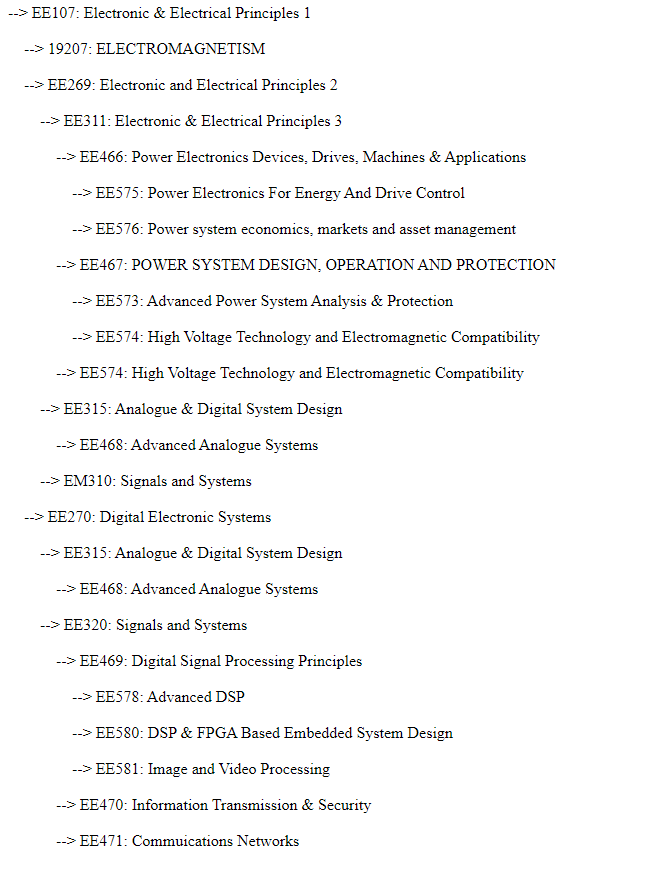 --> EE107: Electronic & Electrical Principles 1
--> 19207: ELECTROMAGNETISM
--> EE269: Electronic and Electrical Principles 2
--> EE311: Electronic & Electrical Principles 3
--> EE466: Power Electronics Devices, Drives, Machines & Applications
--> EE575: Power Electronics For Energy And Drive Control
--> EE576: Power system economics, markets and asset management
--> EE467: POWER SYSTEM DESIGN, OPERATION AND PROTECTION
--> EE573: Advanced Power System Analysis & Protection
--> EE574: High Voltage Technology and Electromagnetic Compatibility
--> EE574: High Voltage Technology and Electromagnetic Compatibility
--> EE315: Analogue & Digital System Design
--> EE468: Advanced Analogue Systems
--> EM310: Signals and Systems
--> EE270: Digital Electronic Systems
--> EE315: Analogue & Digital System Design
--> EE468: Advanced Analogue Systems
--> EE320: Signals and Systems
--> EE469: Digital Signal Processing Principles
--> EE578: Advanced DSP
--> EE580: DSP & FPGA Based Embedded System Design
--> EE581: Image and Video Processing
--> EE470: Information Transmission & Security
--> EE471: Commuications Networks